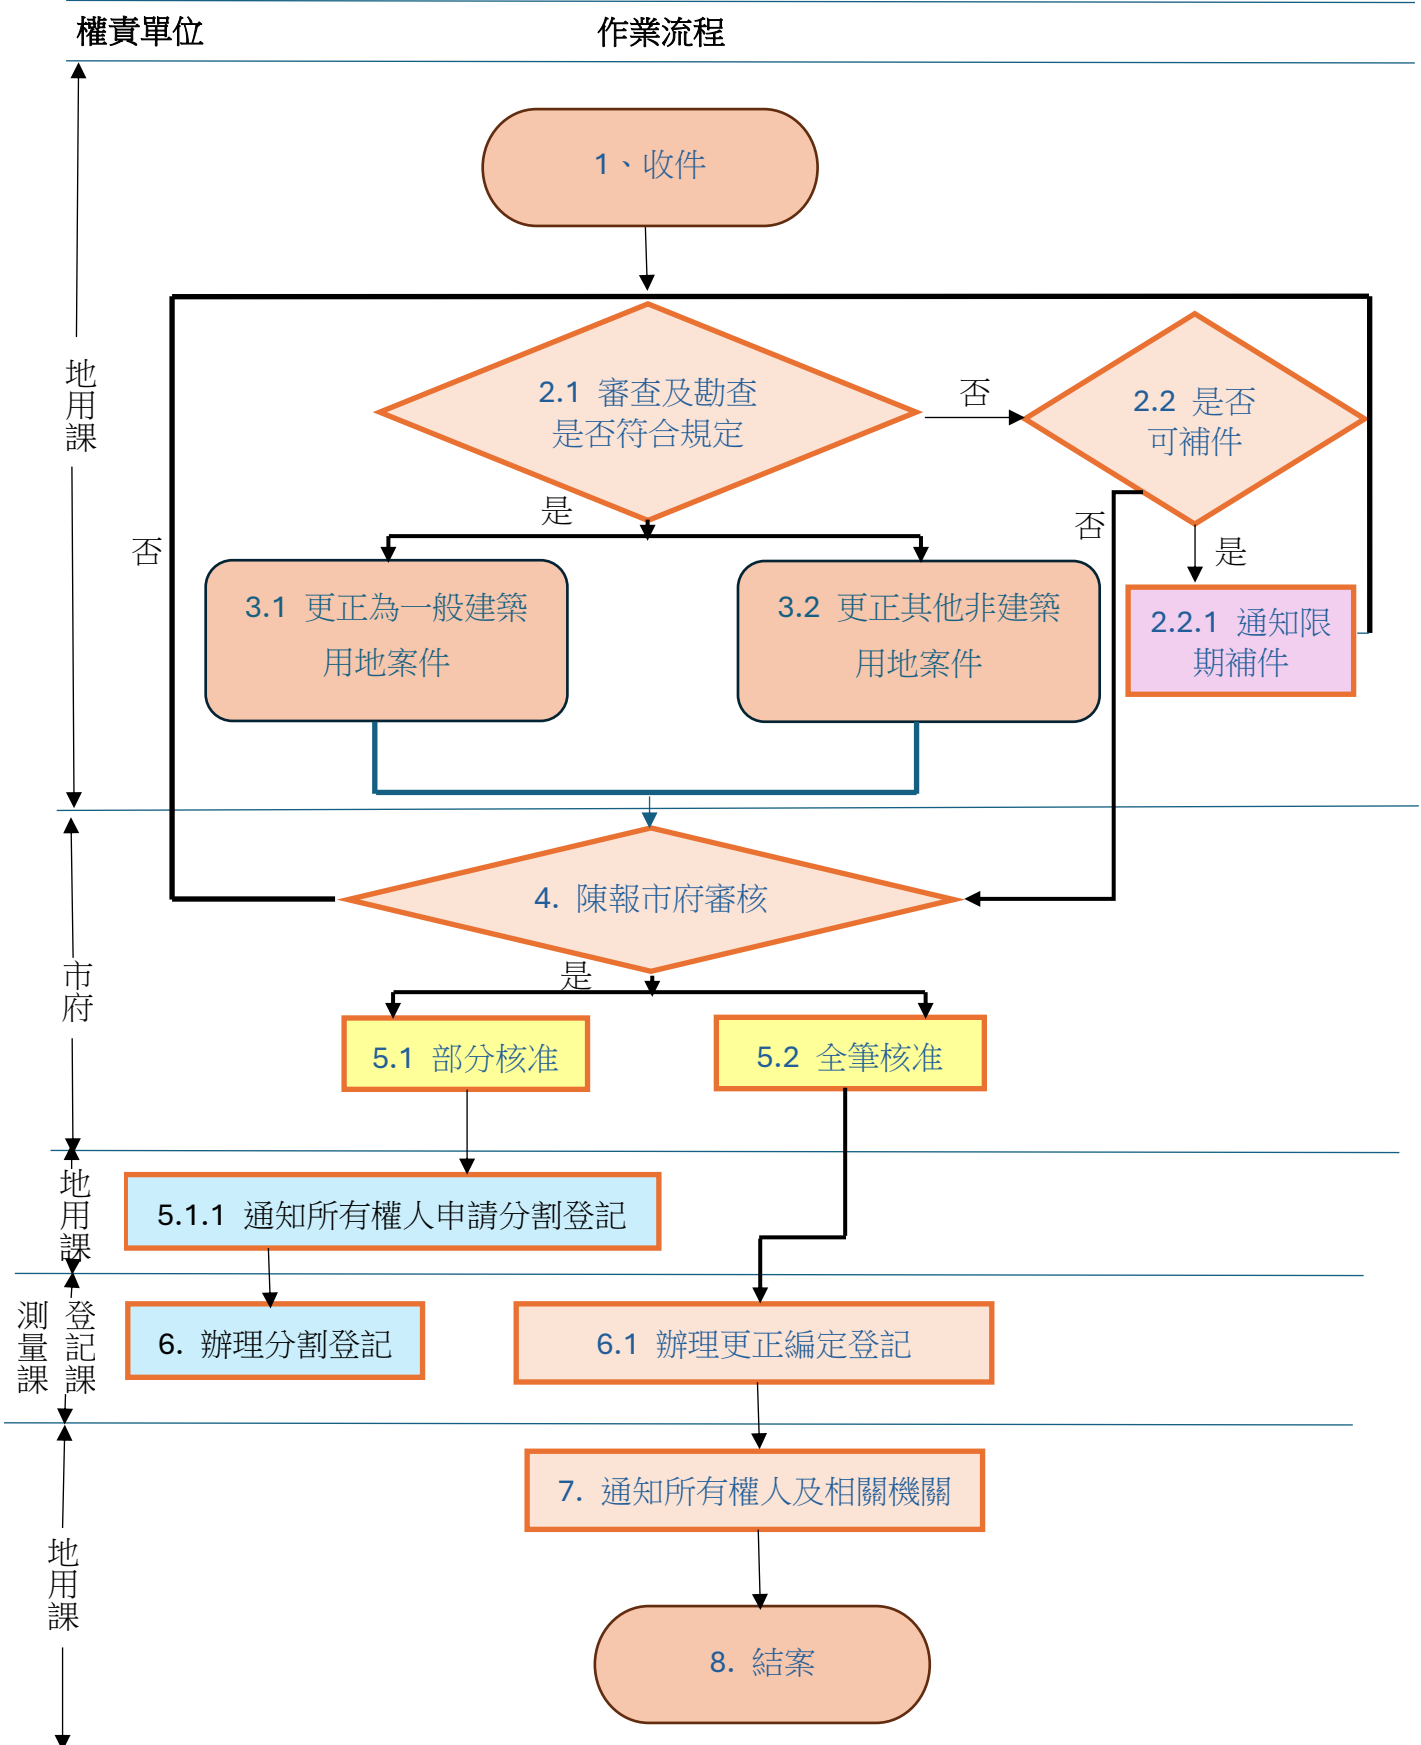 權責單位
作業流程
1、收件
地用課
2.1 審查及勘查
是否符合規定
否
2.2 是否
可補件
是
否
是
否
3.1 更正為一般建築
用地案件
3.2 更正其他非建築
用地案件
2.2.1 通知限
期補件
市府
4. 陳報市府審核
是
5.1 部分核准
5.2 全筆核准
地用課
5.1.1 通知所有權人申請分割登記
測量課
登記課
6. 辦理分割登記
6.1 辦理更正編定登記
地用課
7. 通知所有權人及相關機關
8. 結案